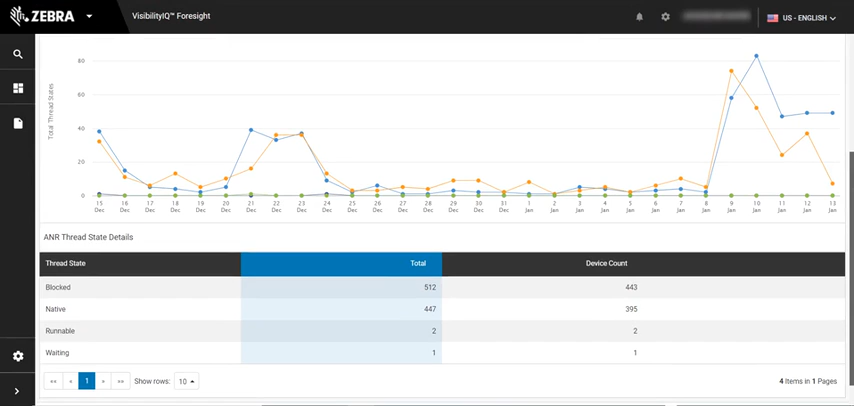 ZEBRA VisibilityIQ™ Foresight US - ENGLISH
Total Thread States
80
60
40
20
0
15 Dec 16 Dec 17 Dec 18 Dec 19 Dec 20 Dec 21 Dec 22 Dec 23 Dec 24 Dec 25 Dec 26 Dec 27 Dec 28 Dec 29 Dec 30 Dec 31 Dec 1 Jan 2 Jan 3 Jan 4 Jan 5 Jan 6 Jan 7 Jan 8 Jan 9 Jan 10 Jan 11 Jan 12 Jan 13 Jan
ANR Thread State Details
Thread State Total Device Count
Blocked 512 443
Native 447 395
Runnable 2 2
Waiting 1 1
«« « 1 » »» Show rows: 10 4 Items in 1 Pages